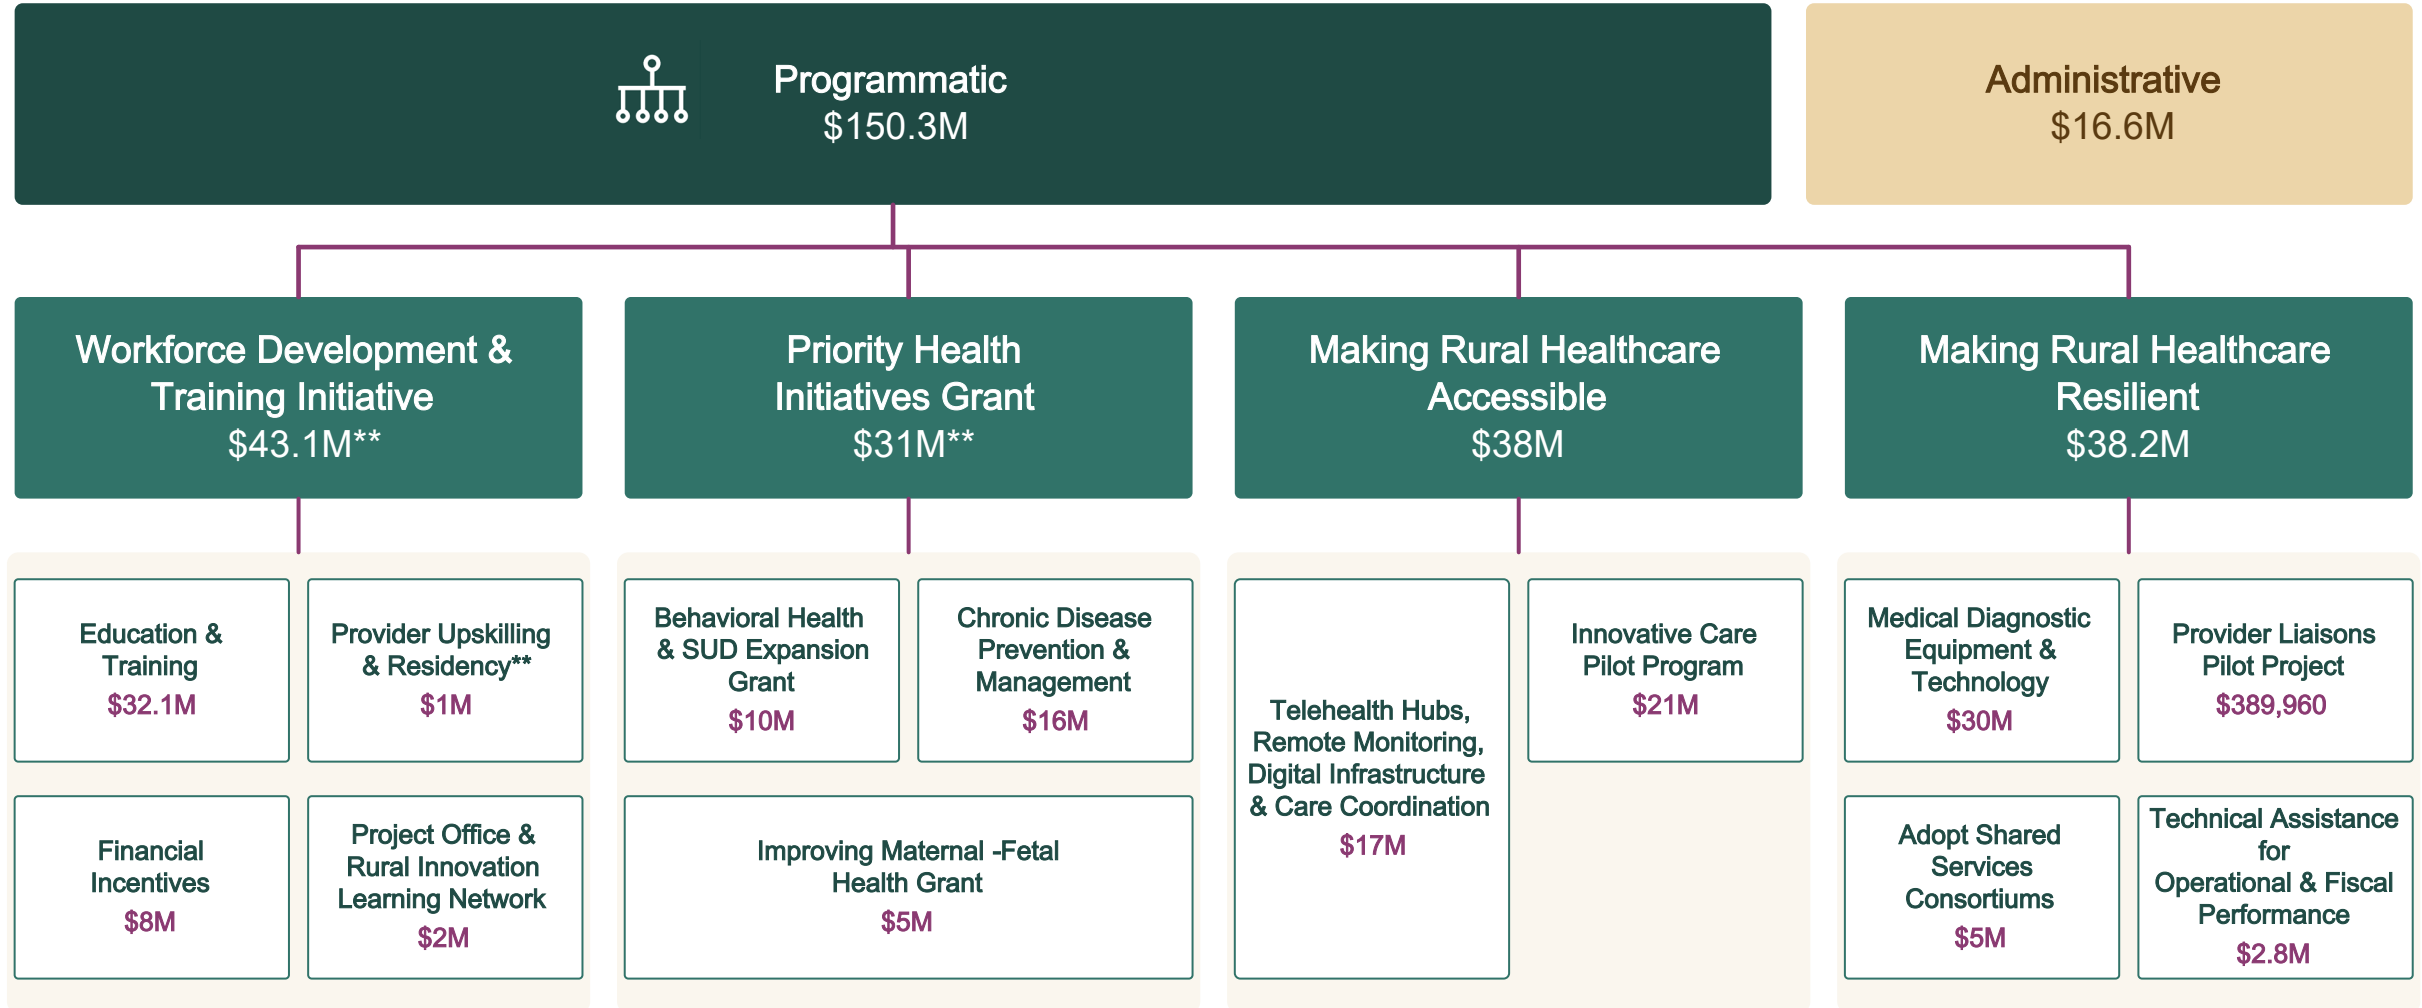 Programmatic
$150.3M
Administrative
$16.6M
Workforce Development &
Training Initiative
$43.1M**
Priority Health
Initiatives Grant
$31M**
Making Rural Healthcare
Accessible
$38M
Making Rural Healthcare
Resilient
$38.2M
Education &
Training
$32.1M
Provider Upskilling
& Residency**
$1M
Financial
Incentives
$8M
Project Office &
Rural Innovation
Learning Network
$2M
Behavioral Health
& SUD Expansion
Grant
$10M
Chronic Disease
Prevention &
Management
$16M
Improving Maternal -Fetal
Health Grant
$5M
Telehealth Hubs,
Remote Monitoring,
Digital Infrastructure
& Care Coordination
$17M
Innovative Care
Pilot Program
$21M
Medical Diagnostic
Equipment &
Technology
$30M
Provider Liaisons
Pilot Project
$389,960
Adopt Shared
Services
Consortiums
$5M
Technical Assistance
for
Operational & Fiscal
Performance
$2.8M